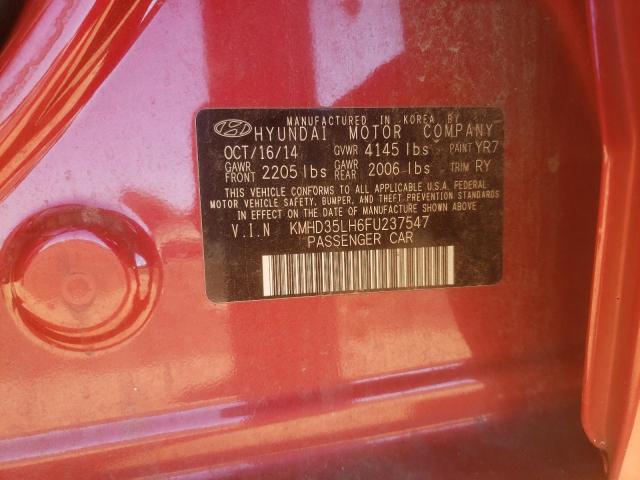 MANUFACTURED IN KOREA BY
HYUNDAI MOTOR COMPANY
OCT/16/14 GVWR 4145 lbs PAINT YR7
GAWR FRONT 2205 lbs GAWR REAR 2006 lbs TRIM RY
THIS VEHICLE CONFORMS TO ALL APPLICABLE U.S.A. FEDERAL
MOTOR VEHICLE SAFETY, BUMPER, AND THEFT PREVENTION STANDARDS
IN EFFECT ON THE DATE OF MANUFACTURE SHOWN ABOVE.
V.I.N KMHD35LH6FU237547
PASSENGER CAR